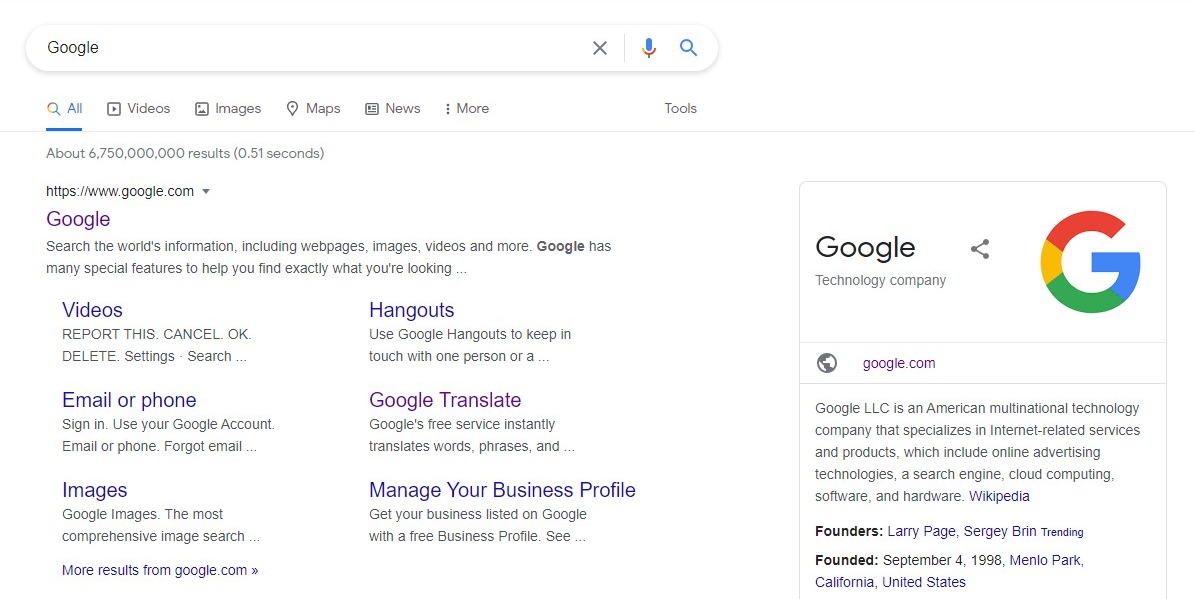 Google
All Videos Images Maps News More Tools
About 6,750,000,000 results (0.51 seconds)
https://www.google.com
Google
Search the world's information, including webpages, images, videos and more. Google has
many special features to help you find exactly what you're looking ...
Videos
REPORT THIS. CANCEL. OK.
DELETE. Settings · Search ...
Hangouts
Use Google Hangouts to keep in
touch with one person or a ...
Email or phone
Sign in. Use your Google Account.
Email or phone. Forgot email ...
Google Translate
Google's free service instantly
translates words, phrases, and ...
Images
Google Images. The most
comprehensive image search ...
Manage Your Business Profile
Get your business listed on Google
with a free Business Profile. See ...
More results from google.com »
Google
Technology company
google.com
Google LLC is an American multinational technology
company that specializes in Internet-related services
and products, which include online advertising
technologies, a search engine, cloud computing,
software, and hardware. Wikipedia
Founders: Larry Page, Sergey Brin Trending
Founded: September 4, 1998, Menlo Park,
California, United States